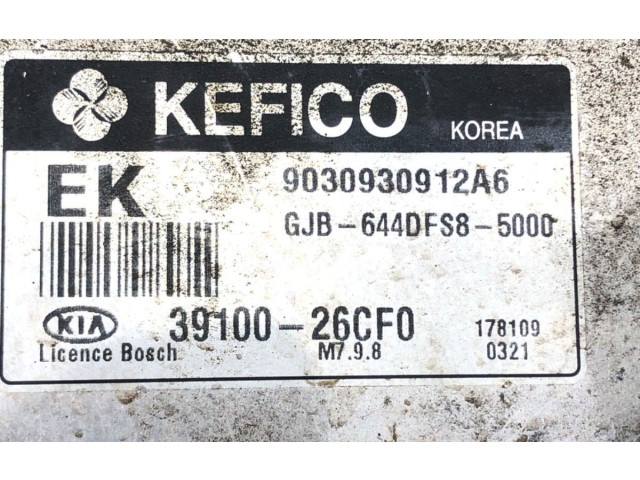 KEFICO KOREA
EK 9030930912A6
GJB-644DFS8-5000
KIA 39100-26CF0 178109
Licence Bosch M7.9.8 0321